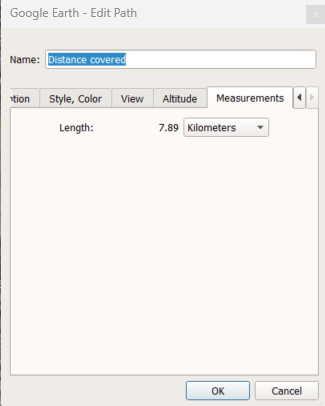 Google Earth - Edit Path
x
Name: Distance covered
tion Style, Color View Altitude Measurements
Length: 7.89 Kilometers
OK Cancel